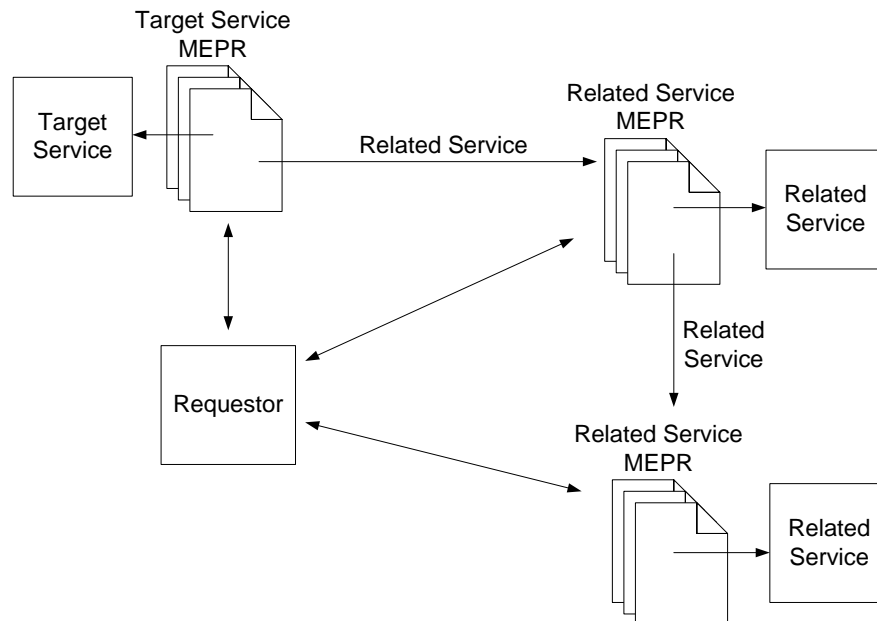 Target Service
MEPR
Target
Service
Related Service
Related Service
MEPR
Related
Service
Related
Service
Requestor
Related Service
MEPR
Related
Service